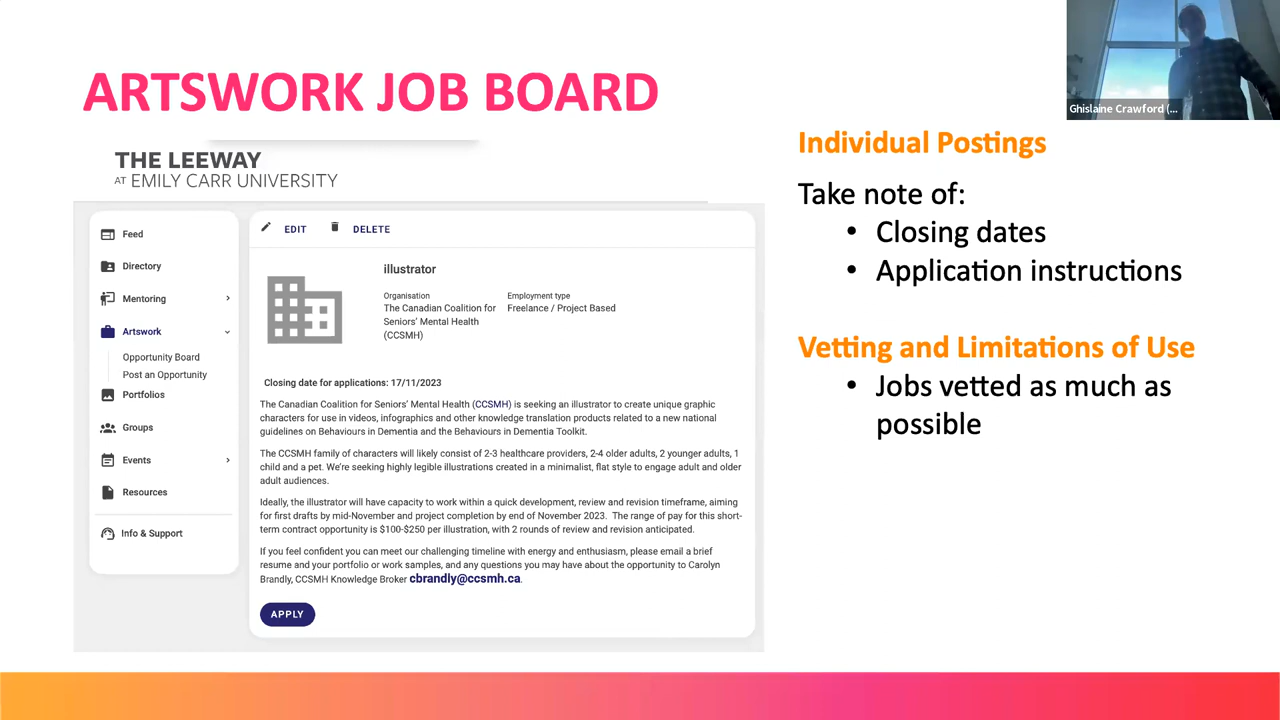 ARTSWORK JOB BOARD
Ghislaine Crawford (...
THE LEEWAY
AT EMILY CARR UNIVERSITY
Feed
Directory
Mentoring
Artswork
Opportunity Board
Post an Opportunity
Portfolios
Groups
Events
Resources
Info & Support
EDIT DELETE
illustrator
Organisation
The Canadian Coalition for
Seniors' Mental Health
(CCSMH)
Employment type
Freelance / Project Based
Closing date for applications: 17/11/2023
The Canadian Coalition for Seniors' Mental Health (CCSMH) is seeking an illustrator to create unique graphic
characters for use in videos, infographics and other knowledge translation products related to a new national
guidelines on Behaviours in Dementia and the Behaviours in Dementia Toolkit.
The CCSMH family of characters will likely consist of 2-3 healthcare providers, 2-4 older adults, 2 younger adults, 1
child and a pet. We're seeking highly legible illustrations created in a minimalist, flat style to engage adult and older
adult audiences.
Ideally, the illustrator will have capacity to work within a quick development, review and revision timeframe, aiming
for first drafts by mid-November and project completion by end of November 2023. The range of pay for this short-
term contract opportunity is $100-$250 per illustration, with 2 rounds of review and revision anticipated.
If you feel confident you can meet our challenging timeline with energy and enthusiasm, please email a brief
resume and your portfolio or work samples, and any questions you may have about the opportunity to Carolyn
Brandly, CCSMH Knowledge Broker cbrandly@ccsmh.ca.
APPLY
Individual Postings
Take note of:
• Closing dates
• Application instructions
Vetting and Limitations of Use
• Jobs vetted as much as
possible